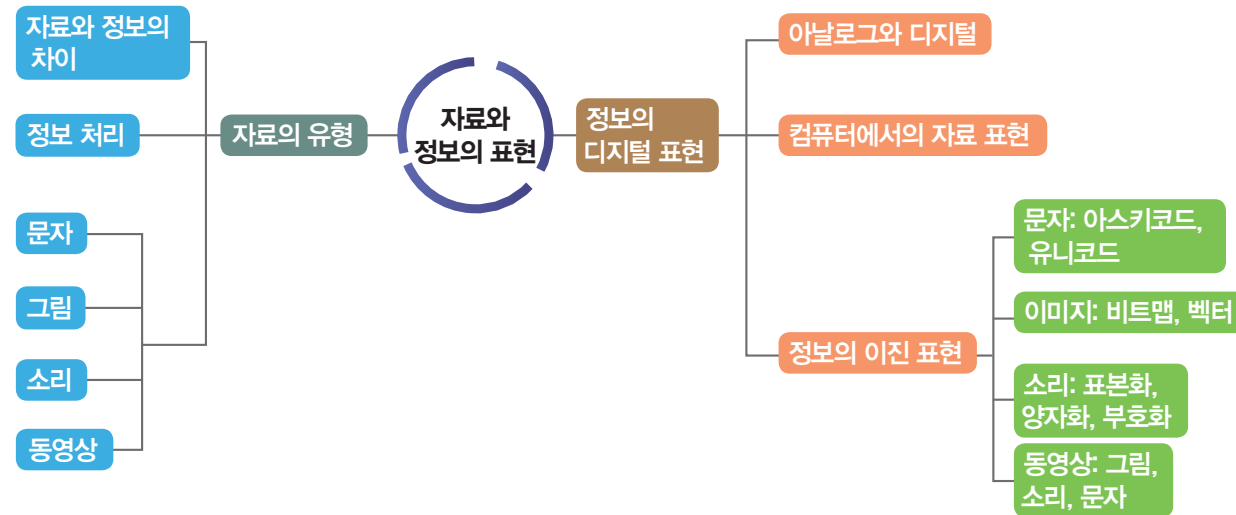 자료와 정보의
차이
정보 처리
문자
그림
소리
동영상
자료의 유형
자료와
정보의 표현
정보의
디지털 표현
아날로그와 디지털
컴퓨터에서의 자료 표현
정보의 이진 표현
문자: 아스키코드,
유니코드
이미지: 비트맵, 벡터
소리: 표본화,
양자화, 부호화
동영상: 그림,
소리, 문자